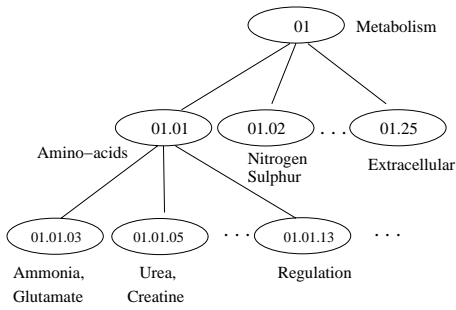 01 Metabolism
01.01 01.02 . . . 01.25
Amino-acids
Nitrogen
Sulphur
Extracellular
01.01.03 01.01.05 . . . 01.01.13 . . .
Ammonia,
Glutamate
Urea,
Creatine
Regulation